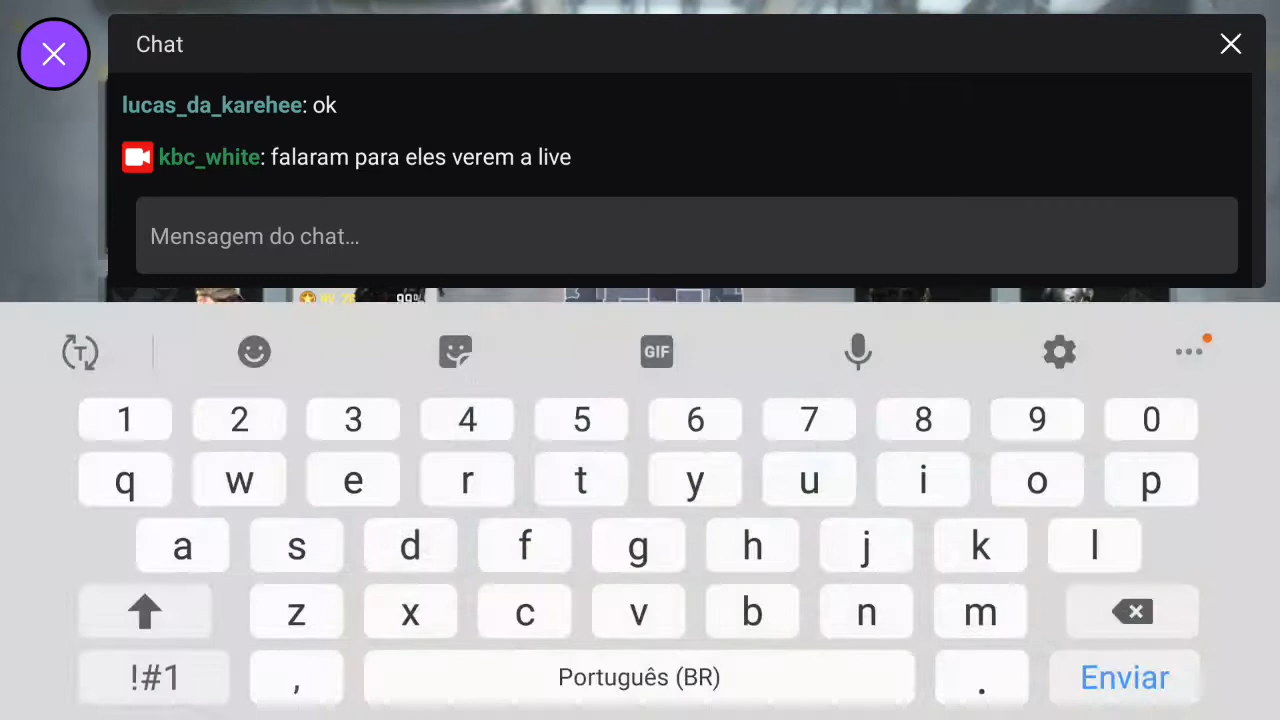 Chat
lucas_da_karehee: ok
kbc_white: falaram para eles verem a live
Mensagem do chat...
99%
T
GIF
1 2 3 4 5 6 7 8 9 0
q w e r t y u i o p
a s d f g h j k l
z x c v b n m
!#1 , Português (BR) . Enviar